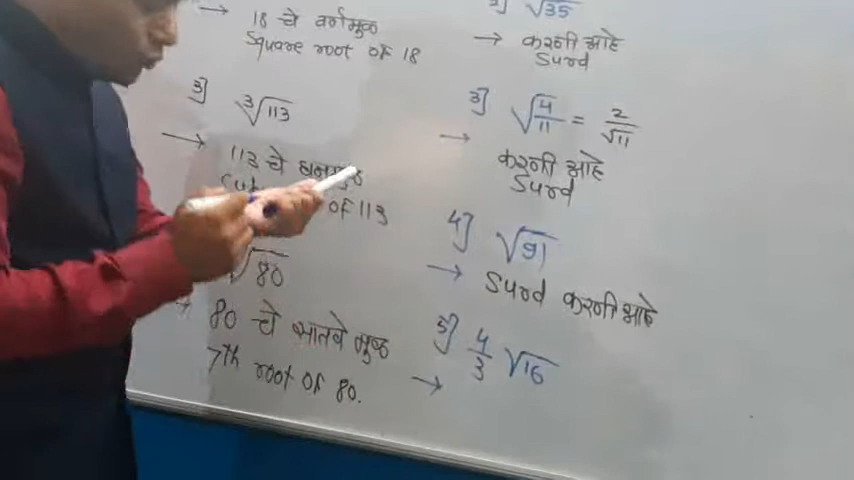 → 18 चे वर्गमुळ
Square root of 18
3] ∛113
→ 113 चे घनमुळ
of 113
√80
80 चे सातवे मुळ
7th root of 80.
2] √35
→ करणी आहे
Surd
3] √4/11 = 2/√11
→ करणी आहे
Surd
4] √91
→ Surd करणी आहे
5] 4/3 √16
→